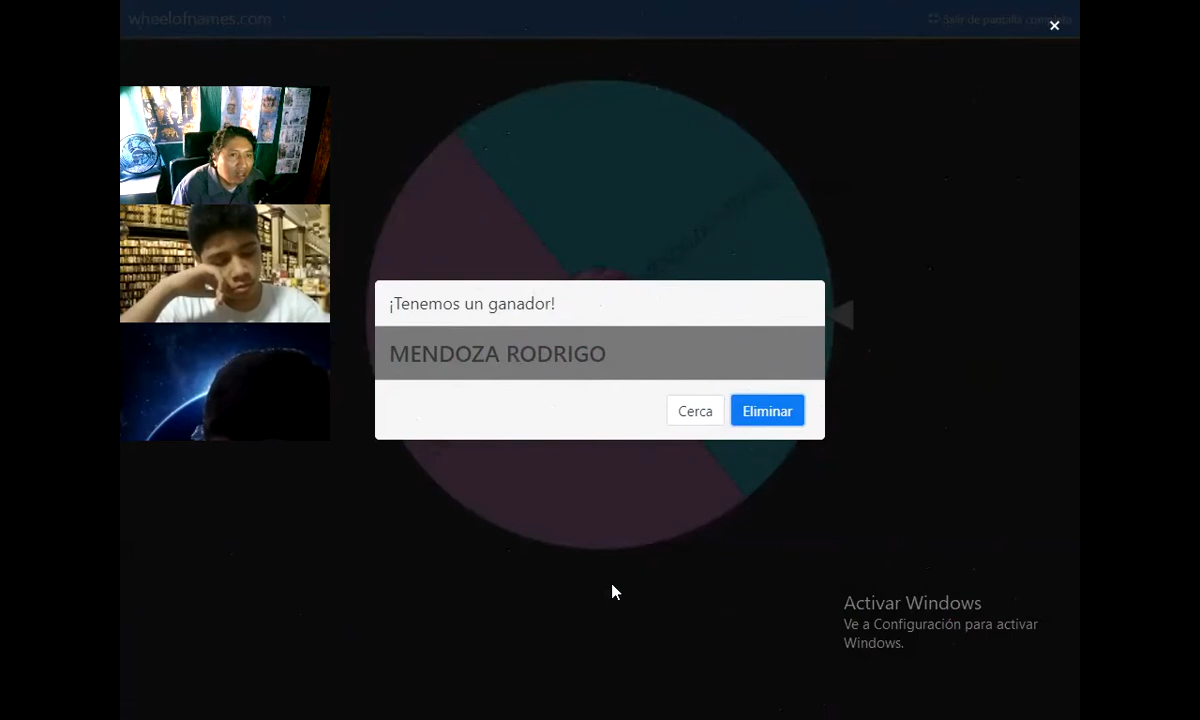 wheelofnames.com
Salir de pantalla completa
¡Tenemos un ganador!
MENDOZA RODRIGO
Cerca
Eliminar
Activar Windows
Ve a Configuración para activar
Windows.